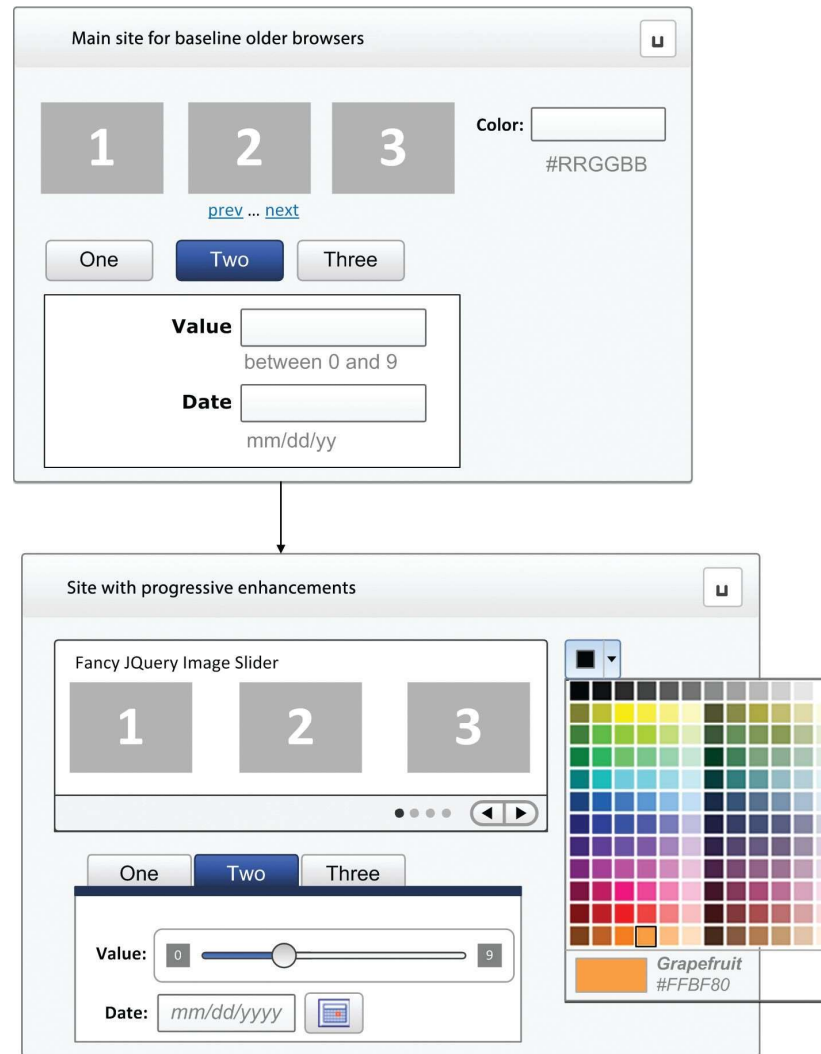 Main site for baseline older browsers
1 2 3
Color:
#RRGGBB
prev ... next
One Two Three
Value
between 0 and 9
Date
mm/dd/yy
Site with progressive enhancements
Fancy JQuery Image Slider
1 2 3
One Two Three
Value: 0 9
Date: mm/dd/yyyy
Grapefruit
#FFBF80